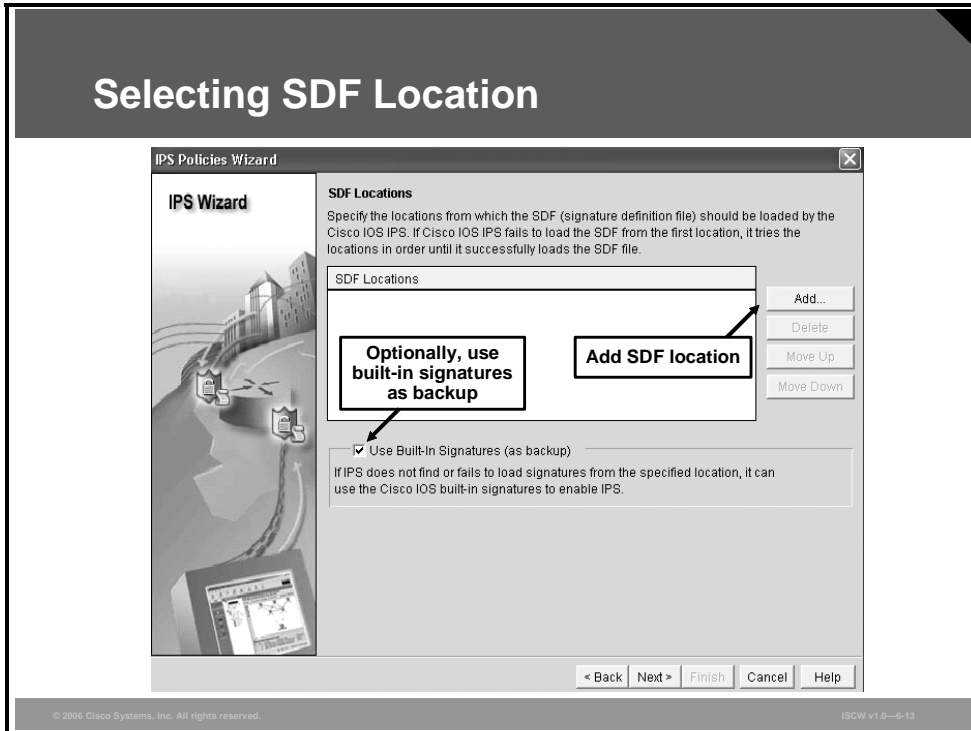 Selecting SDF Location
IPS Policies Wizard
IPS Wizard
SDF Locations
Specify the locations from which the SDF (signature definition file) should be loaded by the
Cisco IOS IPS. If Cisco IOS IPS fails to load the SDF from the first location, it tries the
locations in order until it successfully loads the SDF file.
SDF Locations
Add...
Delete
Move Up
Move Down
Optionally, use
built-in signatures
as backup
Add SDF location
Use Built-In Signatures (as backup)
If IPS does not find or fails to load signatures from the specified location, it can
use the Cisco IOS built-in signatures to enable IPS.
< Back
Next >
Finish
Cancel
Help
© 2006 Cisco Systems, Inc. All rights reserved.
ISCW v1.0—6-13